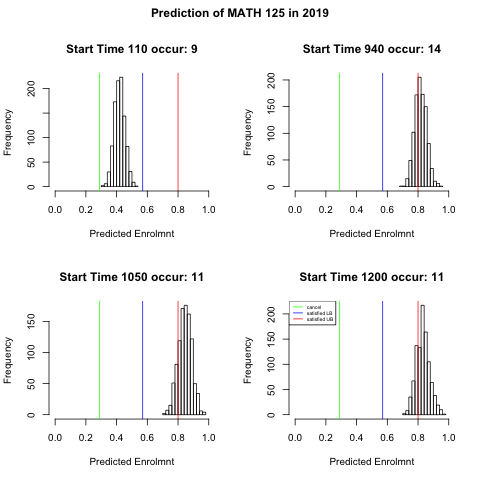 Prediction of MATH 125 in 2019
Start Time 110 occur: 9
Frequency
0 50 100 200
0.0 0.2 0.4 0.6 0.8 1.0
Predicted Enrolmnt
Start Time 940 occur: 14
Frequency
0 50 100 150 200
0.0 0.2 0.4 0.6 0.8 1.0
Predicted Enrolmnt
Start Time 1050 occur: 11
Frequency
0 50 100 150
0.0 0.2 0.4 0.6 0.8 1.0
Predicted Enrolmnt
Start Time 1200 occur: 11
cancel
satisfied LB
satisfied UB
Frequency
0 50 100 200
0.0 0.2 0.4 0.6 0.8 1.0
Predicted Enrolmnt